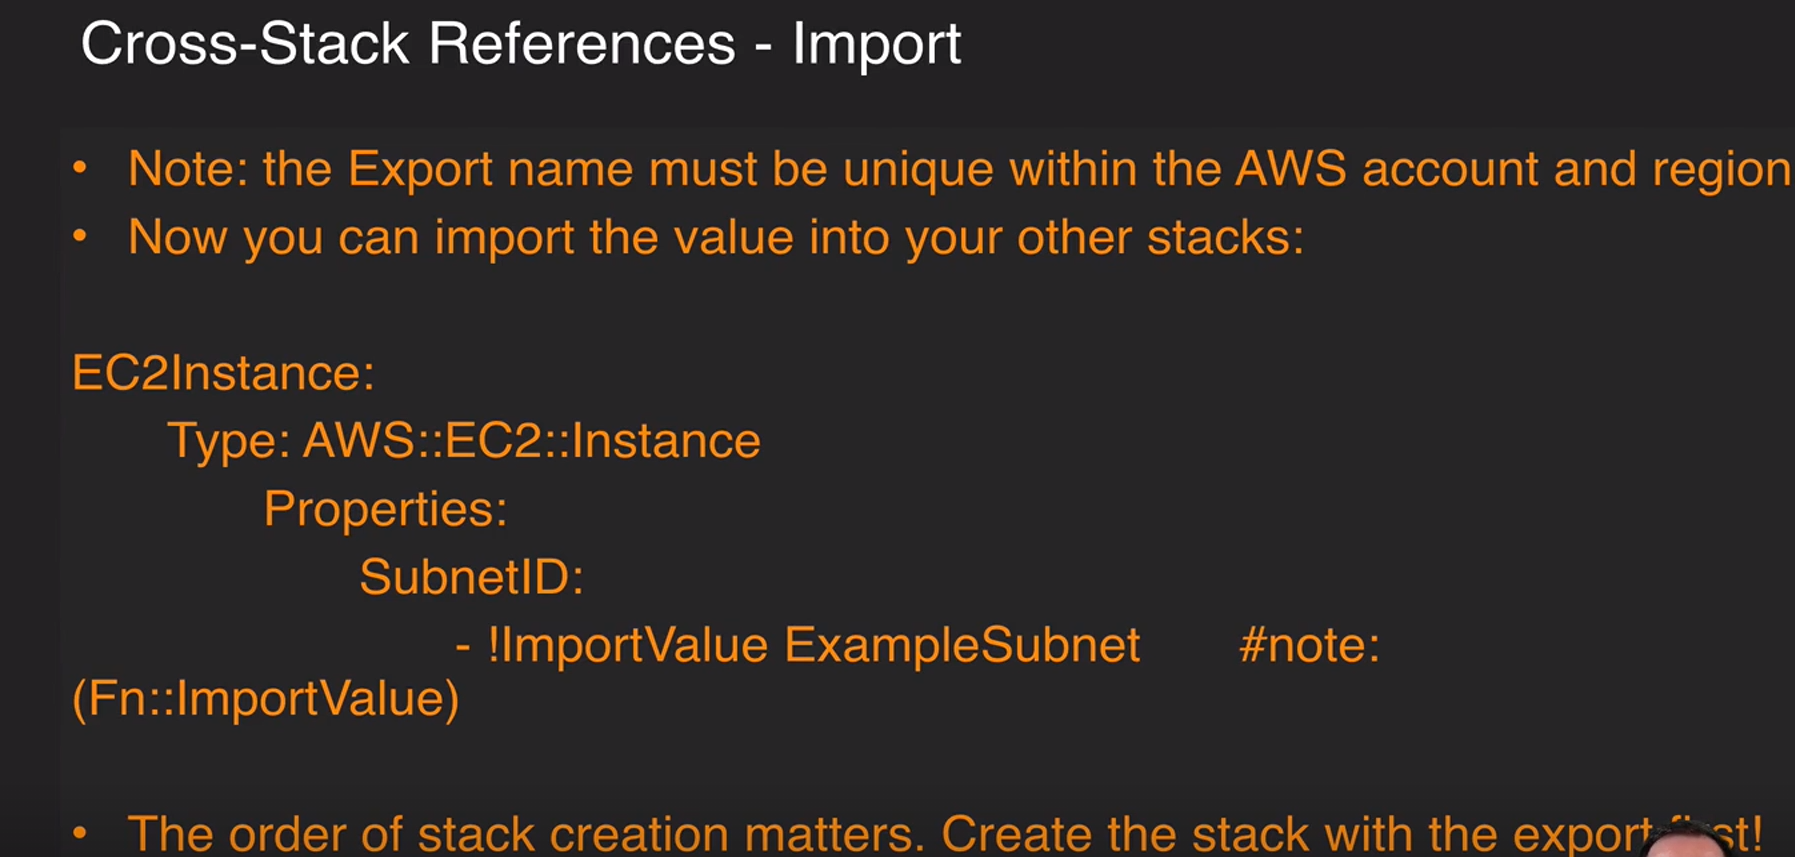 Cross-Stack References - Import
• Note: the Export name must be unique within the AWS account and region
• Now you can import the value into your other stacks:
EC2Instance:
Type: AWS::EC2::Instance
Properties:
SubnetID:
- !ImportValue ExampleSubnet #note:
(Fn::ImportValue)
• The order of stack creation matters. Create the stack with the export first!